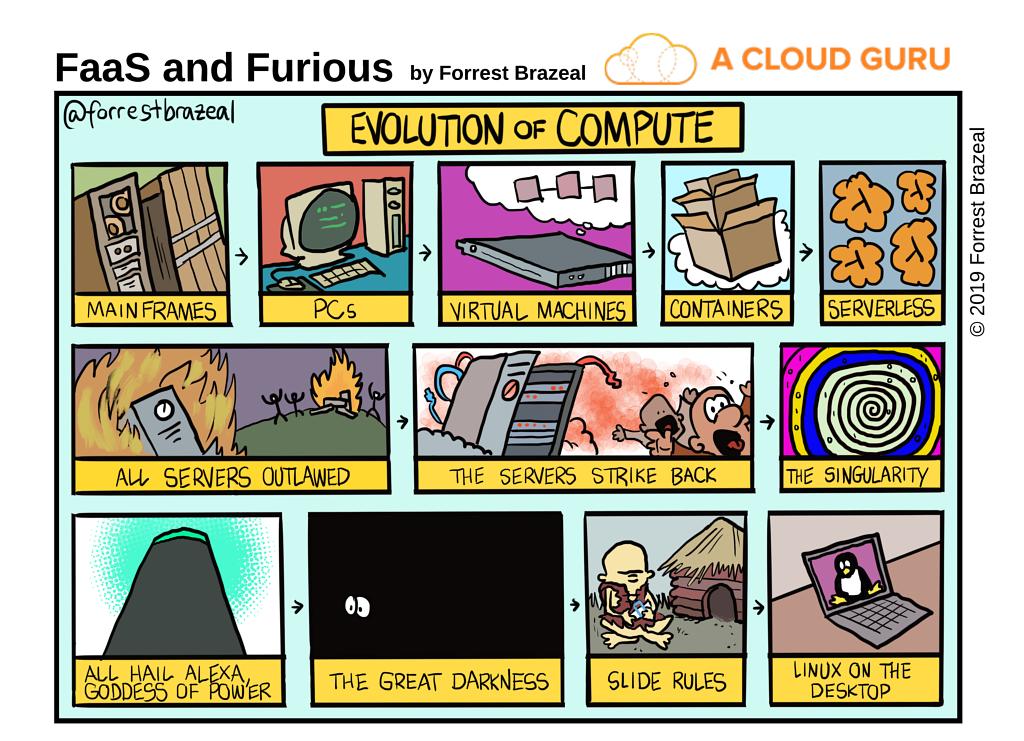 FaaS and Furious by Forrest Brazeal
A CLOUD GURU
@forrestbrazeal
EVOLUTION OF COMPUTE
MAINFRAMES
PCs
VIRTUAL MACHINES
CONTAINERS
SERVERLESS
© 2019 Forrest Brazeal
ALL SERVERS OUTLAWED
THE SERVERS STRIKE BACK
THE SINGULARITY
ALL HAIL ALEXA,
GODDESS OF POWER
THE GREAT DARKNESS
SLIDE RULES
LINUX ON THE
DESKTOP